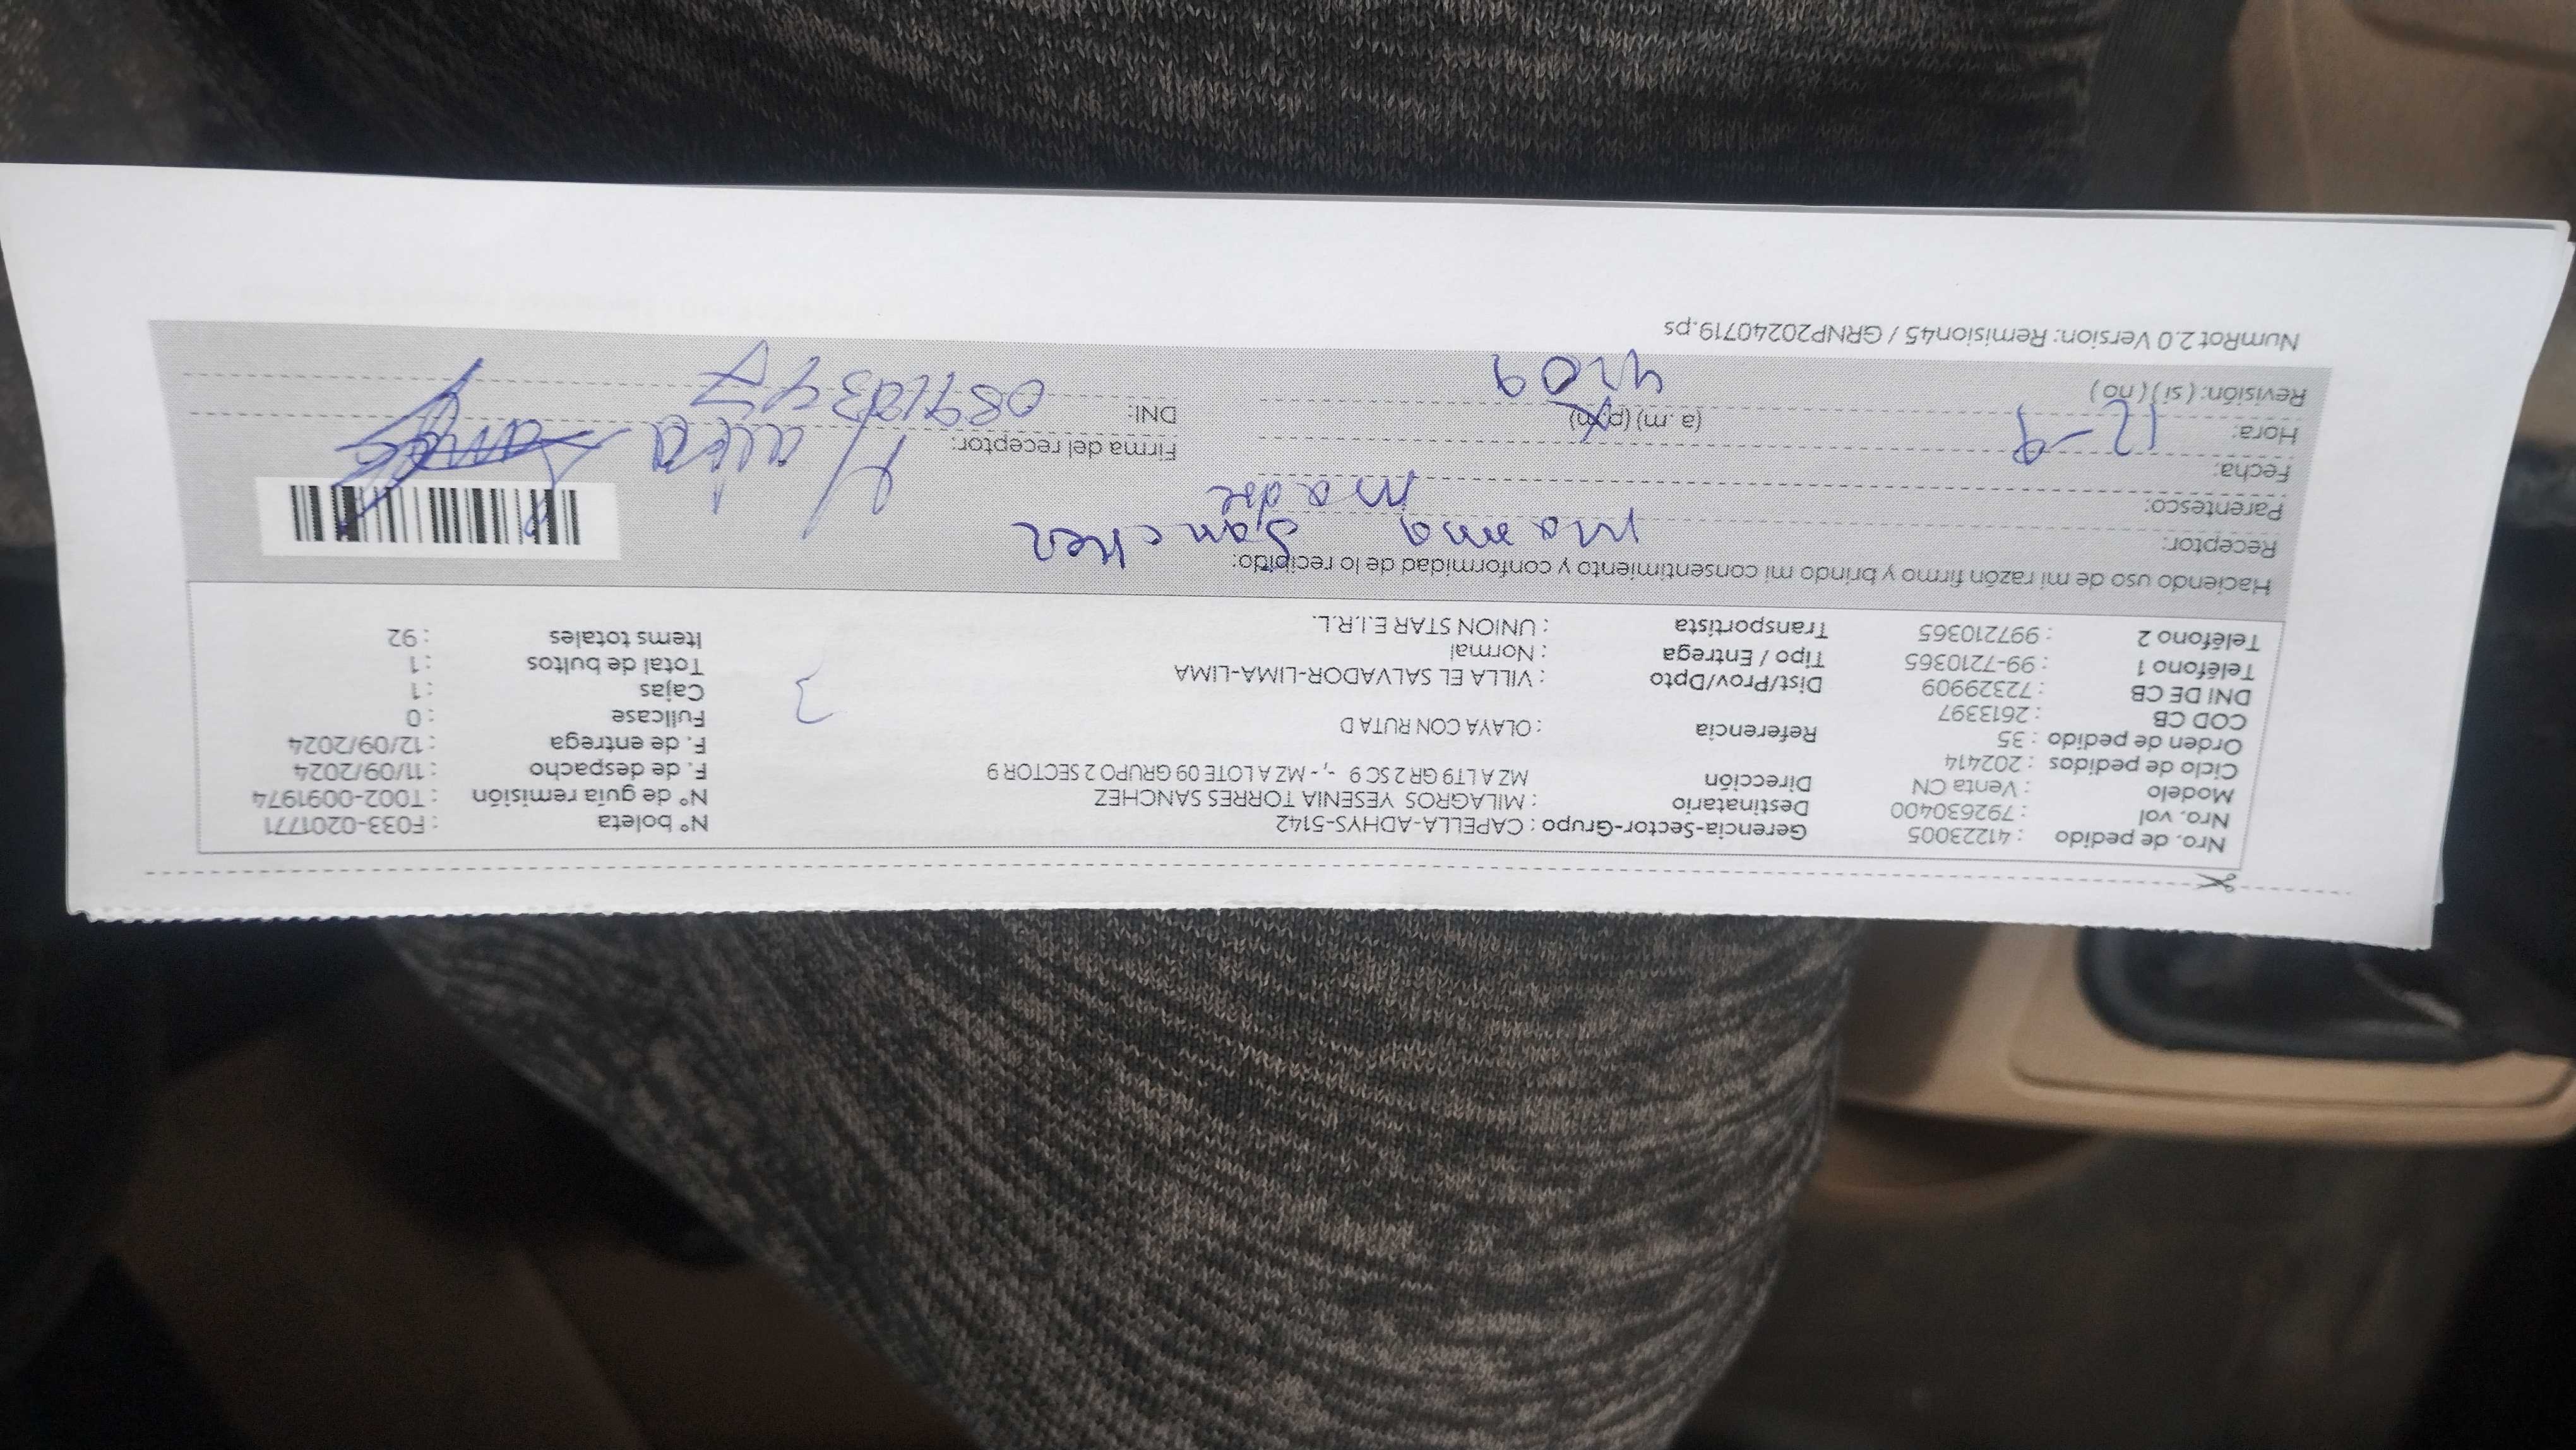 Nro. de pedido : 41223005 Gerencia-Sector-Grupo : CAPELLA-ADHYS-5142 N° boleta : F033-0201771
Nro. vol : 792630400 Destinatario : MILAGROS YESENIA TORRES SANCHEZ N° de guía remisión : T002-0091974
Modelo : Venta CN Dirección MZ A LT9 GR 2 SC 9 -, - MZ A LOTE 09 GRUPO 2 SECTOR 9 F. de despacho : 11/09/2024
Ciclo de pedidos : 202414 F. de entrega : 12/09/2024
Orden de pedido : 35 Referencia : OLAYA CON RUTA D Fullcase : 0
COD CB : 2613397 Cajas : 1
DNI DE CB : 72329909 Dist/Prov/Dpto : VILLA EL SALVADOR-LIMA-LIMA Total de bultos : 1
Teléfono 1 : 99-7210365 Tipo / Entrega : Normal Items totales : 92
Teléfono 2 : 997210365 Transportista : UNION STAR E.I.R.L.
3
Haciendo uso de mi razón firmo y brindo mi consentimiento y conformidad de lo recibido:
Receptor: Sanchez
Parentesco: madre
Fecha: 12-9 Firma del receptor:
Hora: (a.m) (p.m) DNI:
Revisión: (si) (no)
NumRot 2.0 Version: Remision45 / GRNP20240719.ps